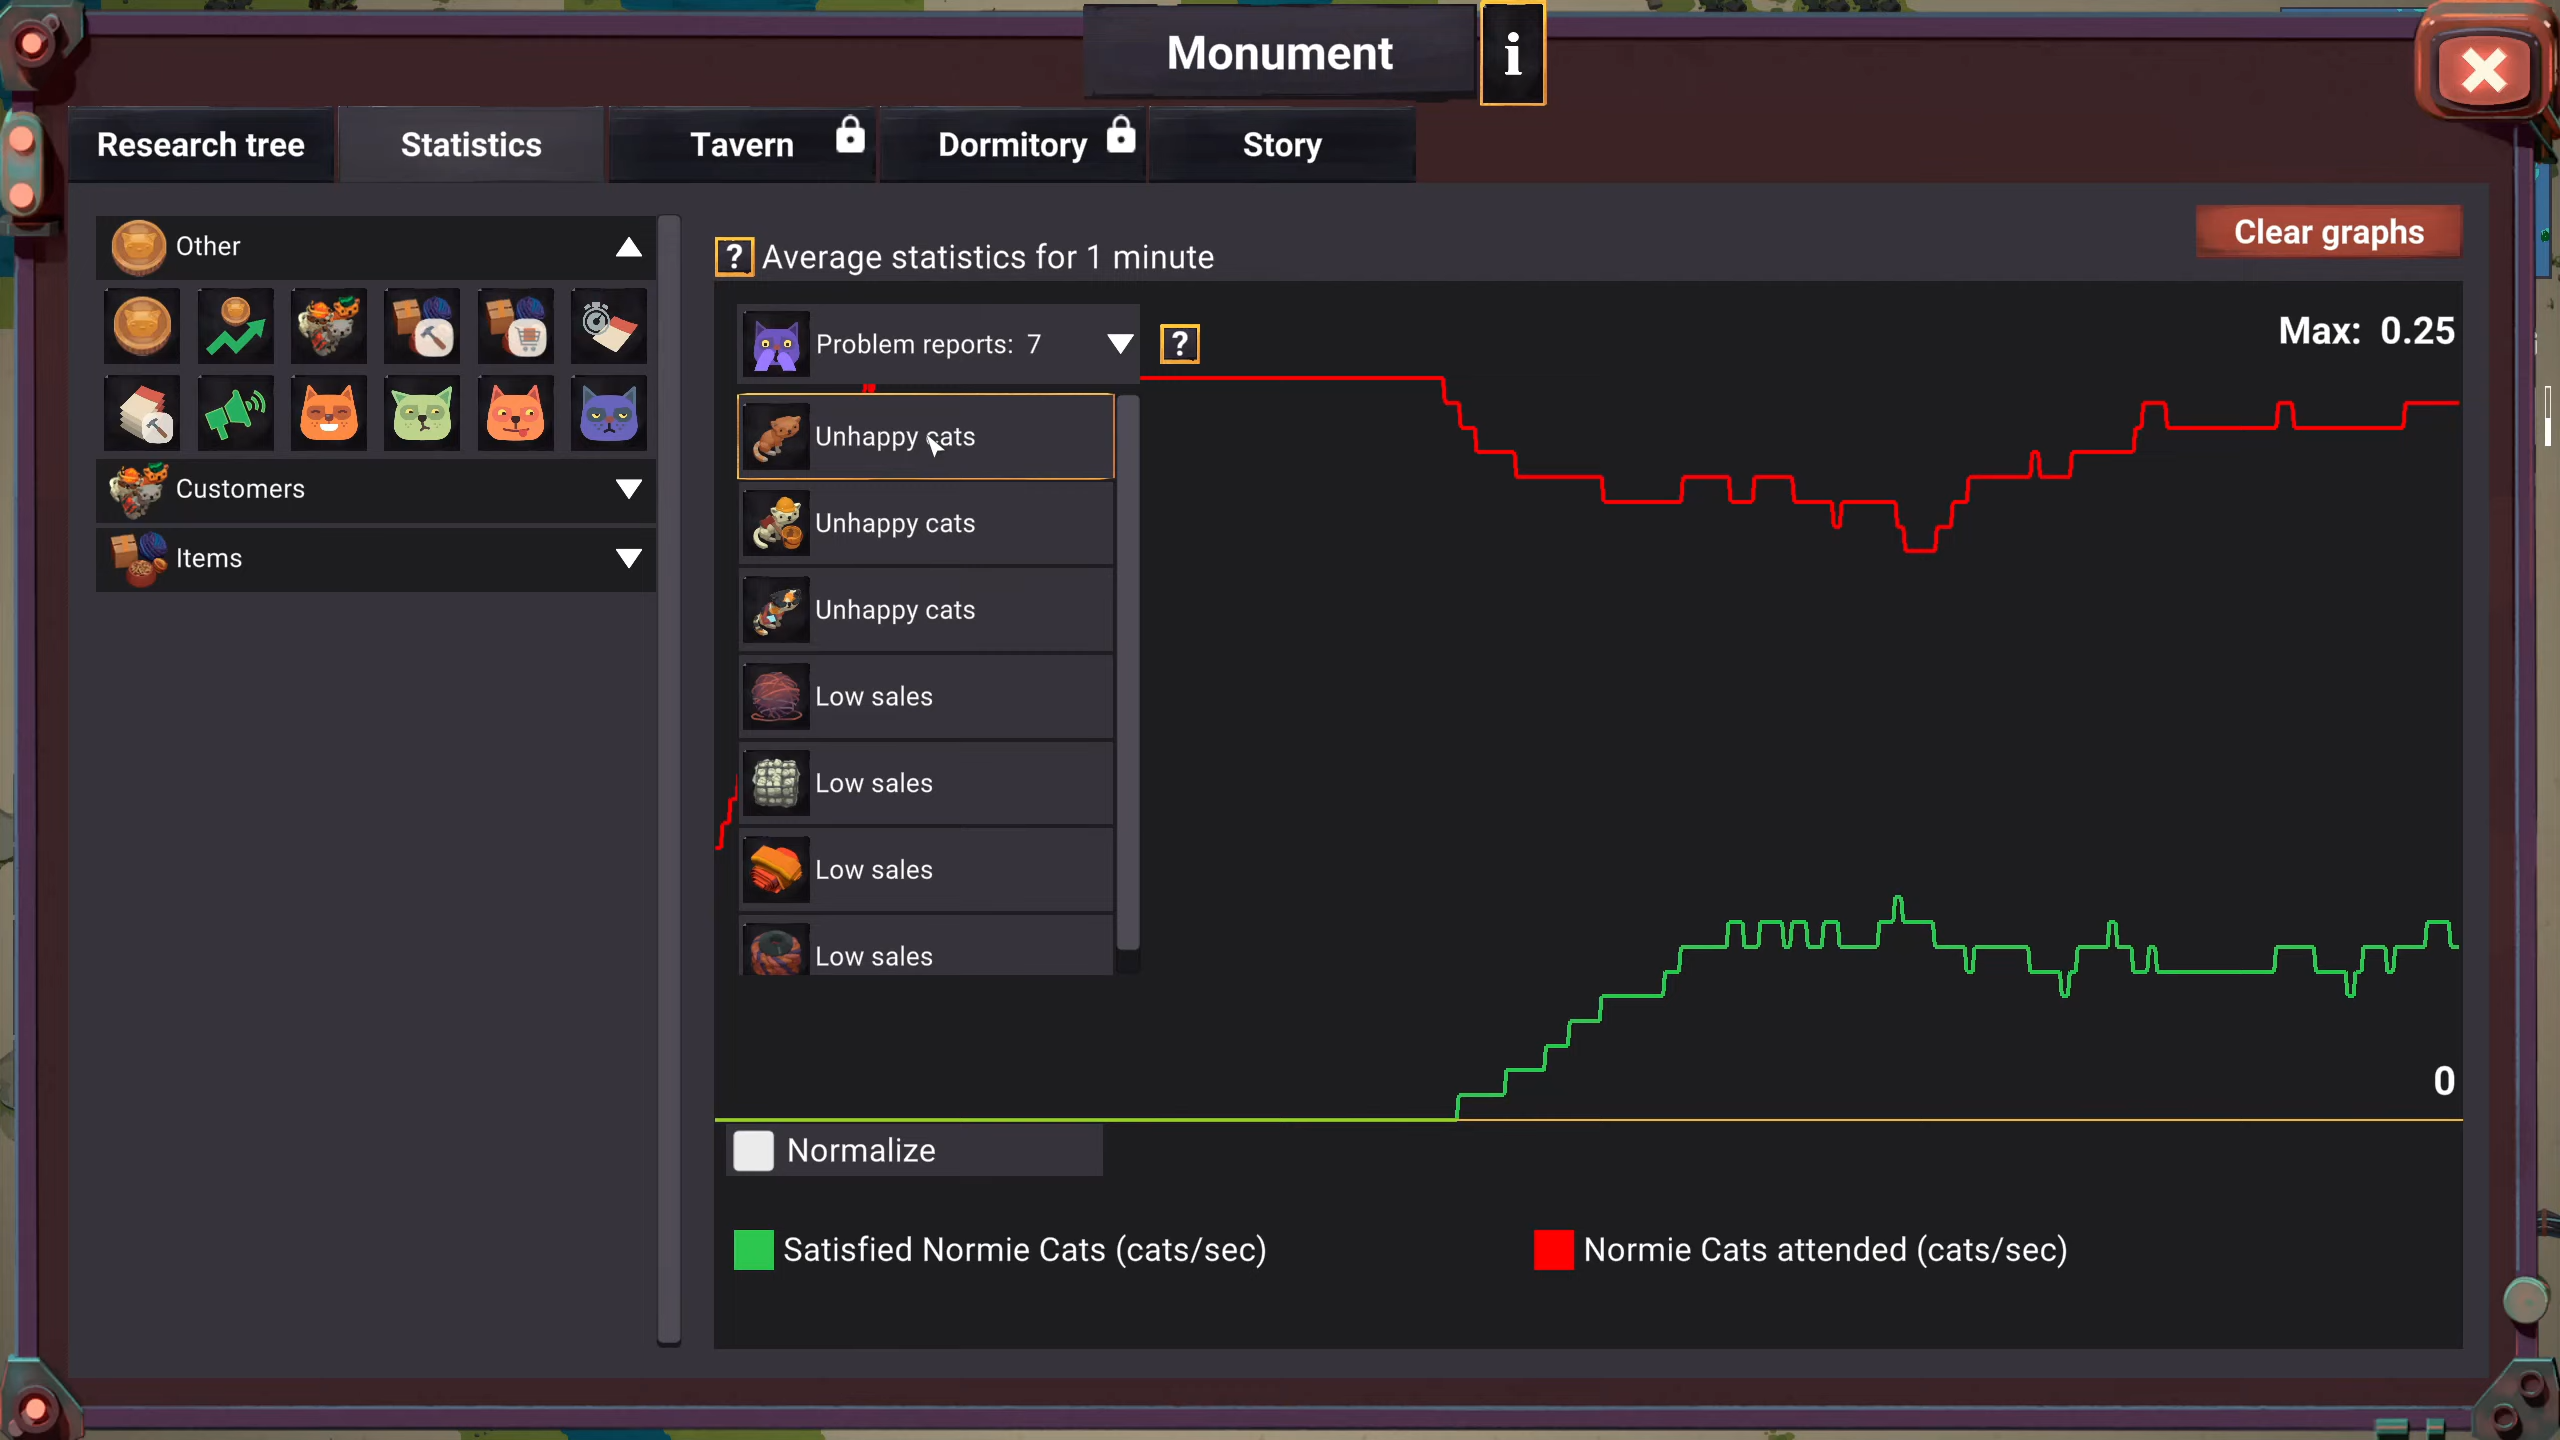 Monument
i
Research tree
Statistics
Tavern
Dormitory
Story
Other
Customers
Items
Clear graphs
? Average statistics for 1 minute
Problem reports: 7
?
Max: 0.25
Unhappy cats
Unhappy cats
Unhappy cats
Low sales
Low sales
Low sales
Low sales
0
Normalize
Satisfied Normie Cats (cats/sec)
Normie Cats attended (cats/sec)